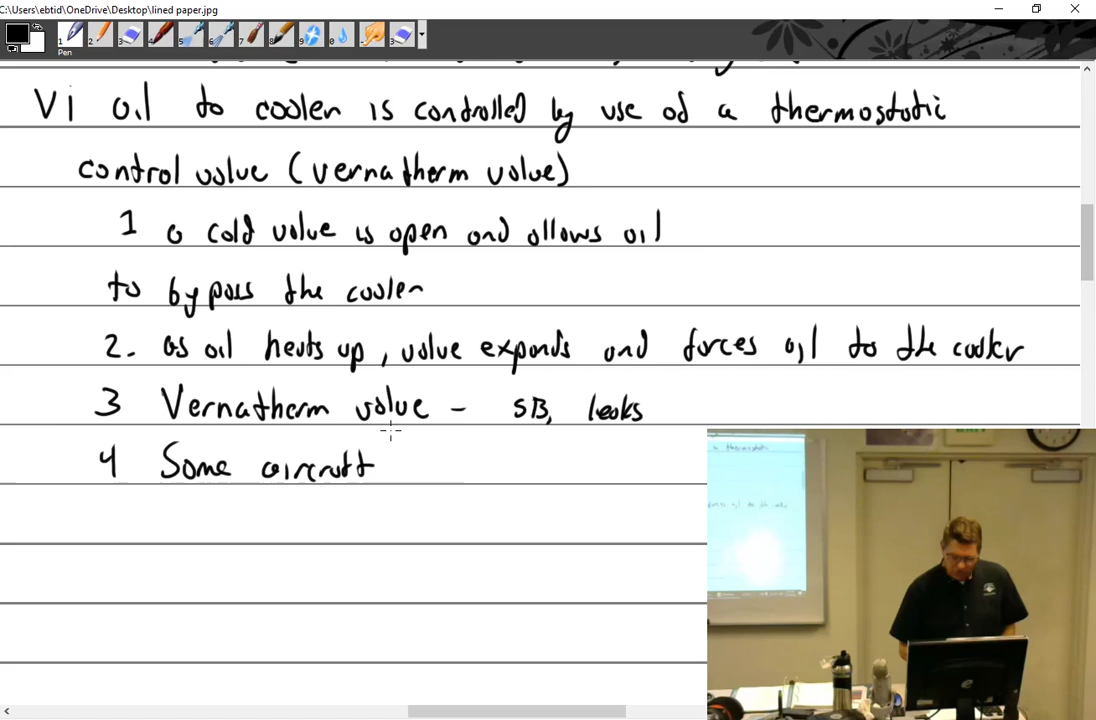 C:\Users\ebtid\OneDrive\Desktop\lined paper.jpg
Pen
Vi oil to cooler is controlled by use of a thermostatic
control valve (vernatherm valve)
1 a cold valve is open and allows oil
to bypass the cooler
2. as oil heats up, valve expands and forces oil to the cooler
3 Vernatherm valve - SB, leaks
4 Some aircraft